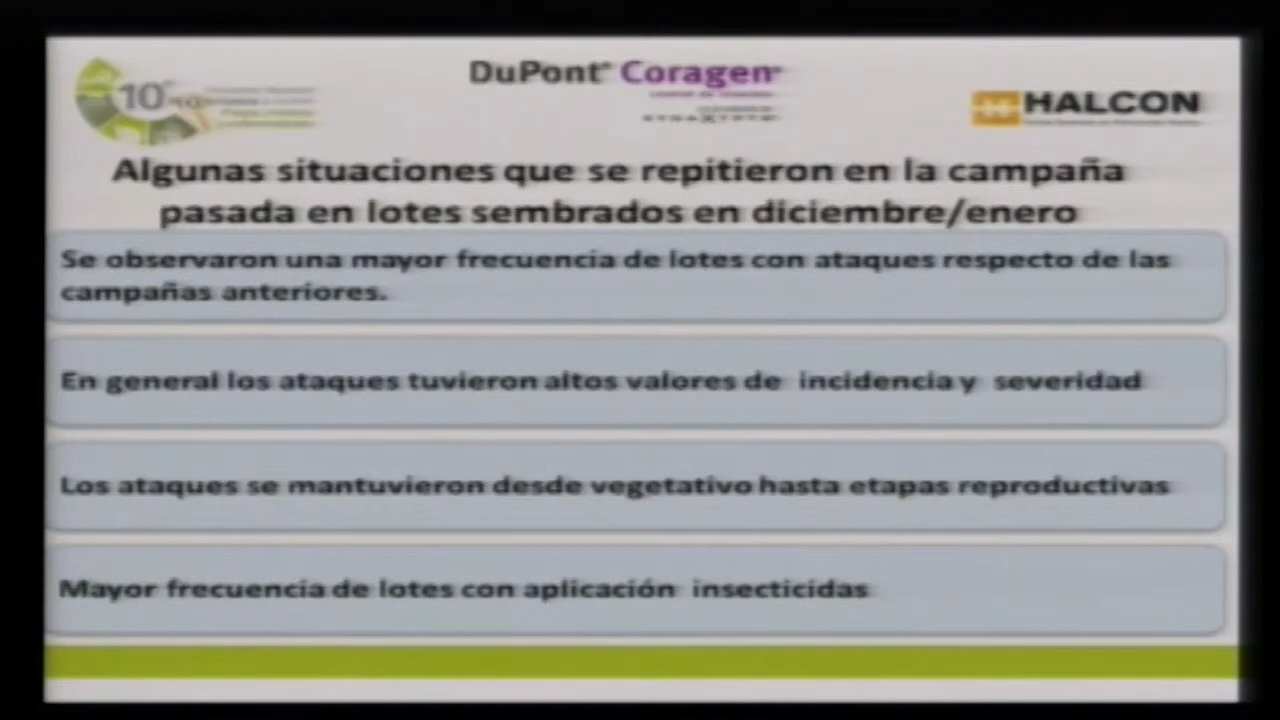 10°
DuPont® Coragen®
HALCON
Algunas situaciones que se repitieron en la campaña
pasada en lotes sembrados en diciembre/enero
Se observaron una mayor frecuencia de lotes con ataques respecto de las
campañas anteriores.
En general los ataques tuvieron altos valores de incidencia y severidad
Los ataques se mantuvieron desde vegetativo hasta etapas reproductivas
Mayor frecuencia de lotes con aplicación insecticidas